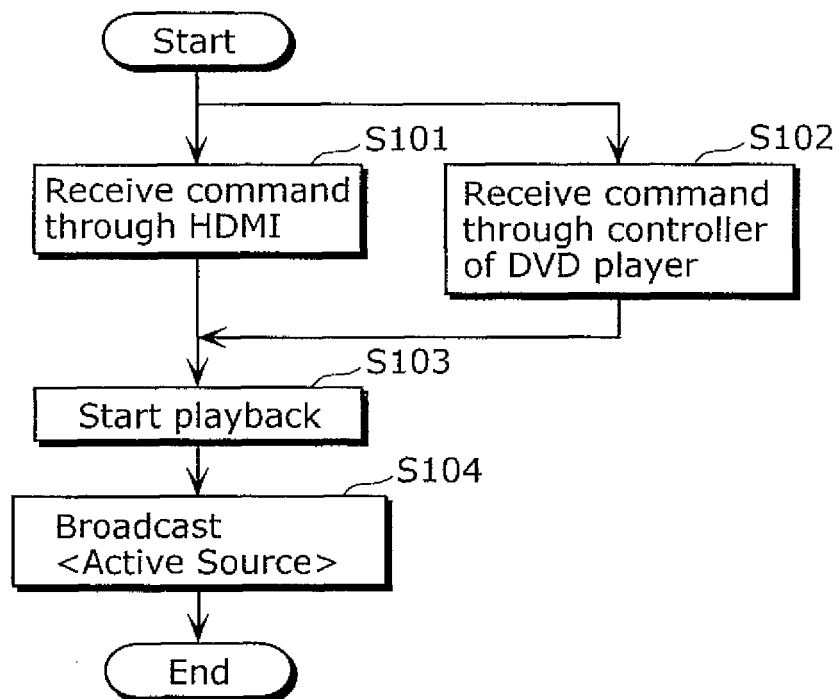 Start
S101
S102
Receive command
through HDMI
Receive command
through controller
of DVD player
S103
Start playback
S104
Broadcast
<Active Source>
End